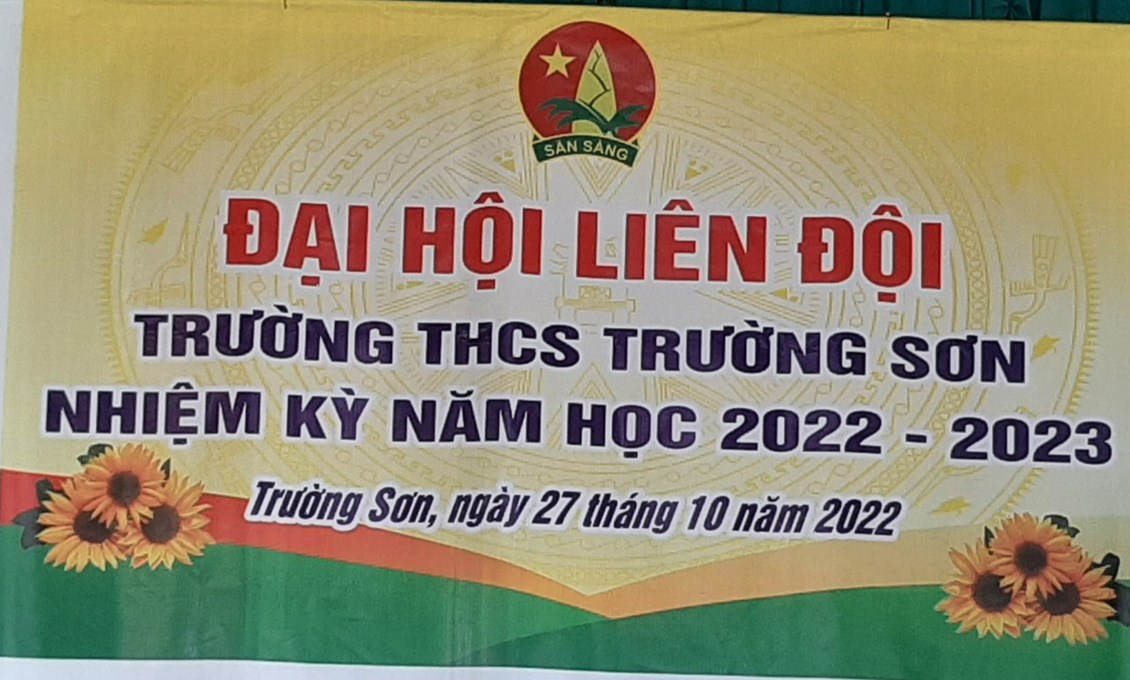 SẴN SÀNG
ĐẠI HỘI LIÊN ĐỘI
TRƯỜNG THCS TRƯỜNG SƠN
NHIỆM KỲ NĂM HỌC 2022 - 2023
Trường Sơn, ngày 27 tháng 10 năm 2022